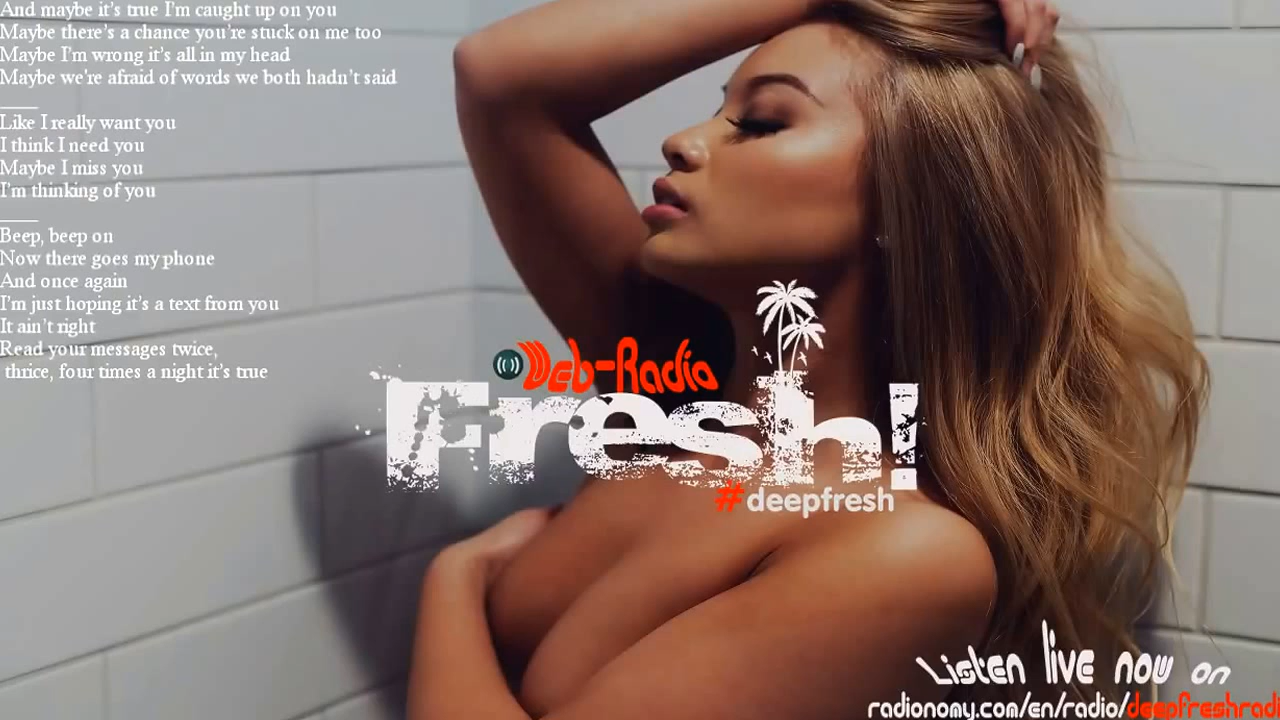 And maybe it's true I'm caught up on you
Maybe there's a chance you're stuck on me too
Maybe I'm wrong it's all in my head
Maybe we're afraid of words we both hadn't said
____
Like I really want you
I think I need you
Maybe I miss you
I'm thinking of you
____
Beep, beep on
Now there goes my phone
And once again
I'm just hoping it's a text from you
It ain't right
Read your messages twice,
thrice, four times a night it's true
Web-Radio
Fresh!
#deepfresh
Listen live now on
radionomy.com/en/radio/deepfreshradi